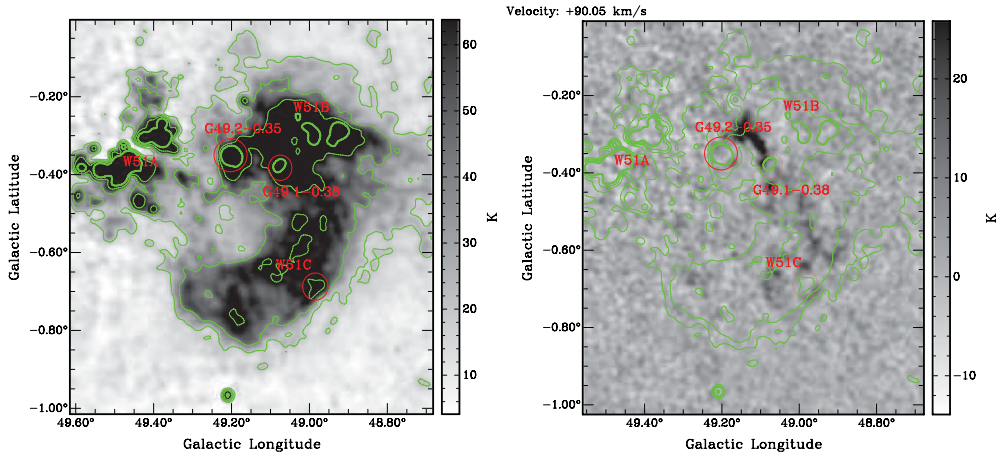 Velocity: +90.05 km/s
−0.20°
−0.40°
−0.60°
−0.80°
−1.00°
Galactic Latitude
49.60°
49.40°
49.20°
49.00°
48.80°
Galactic Longitude
W51B
G49.2−0.35
W51A
G49.1−0.38
W51C
60
50
40
30
20
10
K
−0.20°
−0.40°
−0.60°
−0.80°
−1.00°
Galactic Latitude
49.40°
49.20°
49.00°
48.80°
Galactic Longitude
W51B
G49.2−0.35
W51A
G49.1−0.38
W51C
20
10
0
−10
K